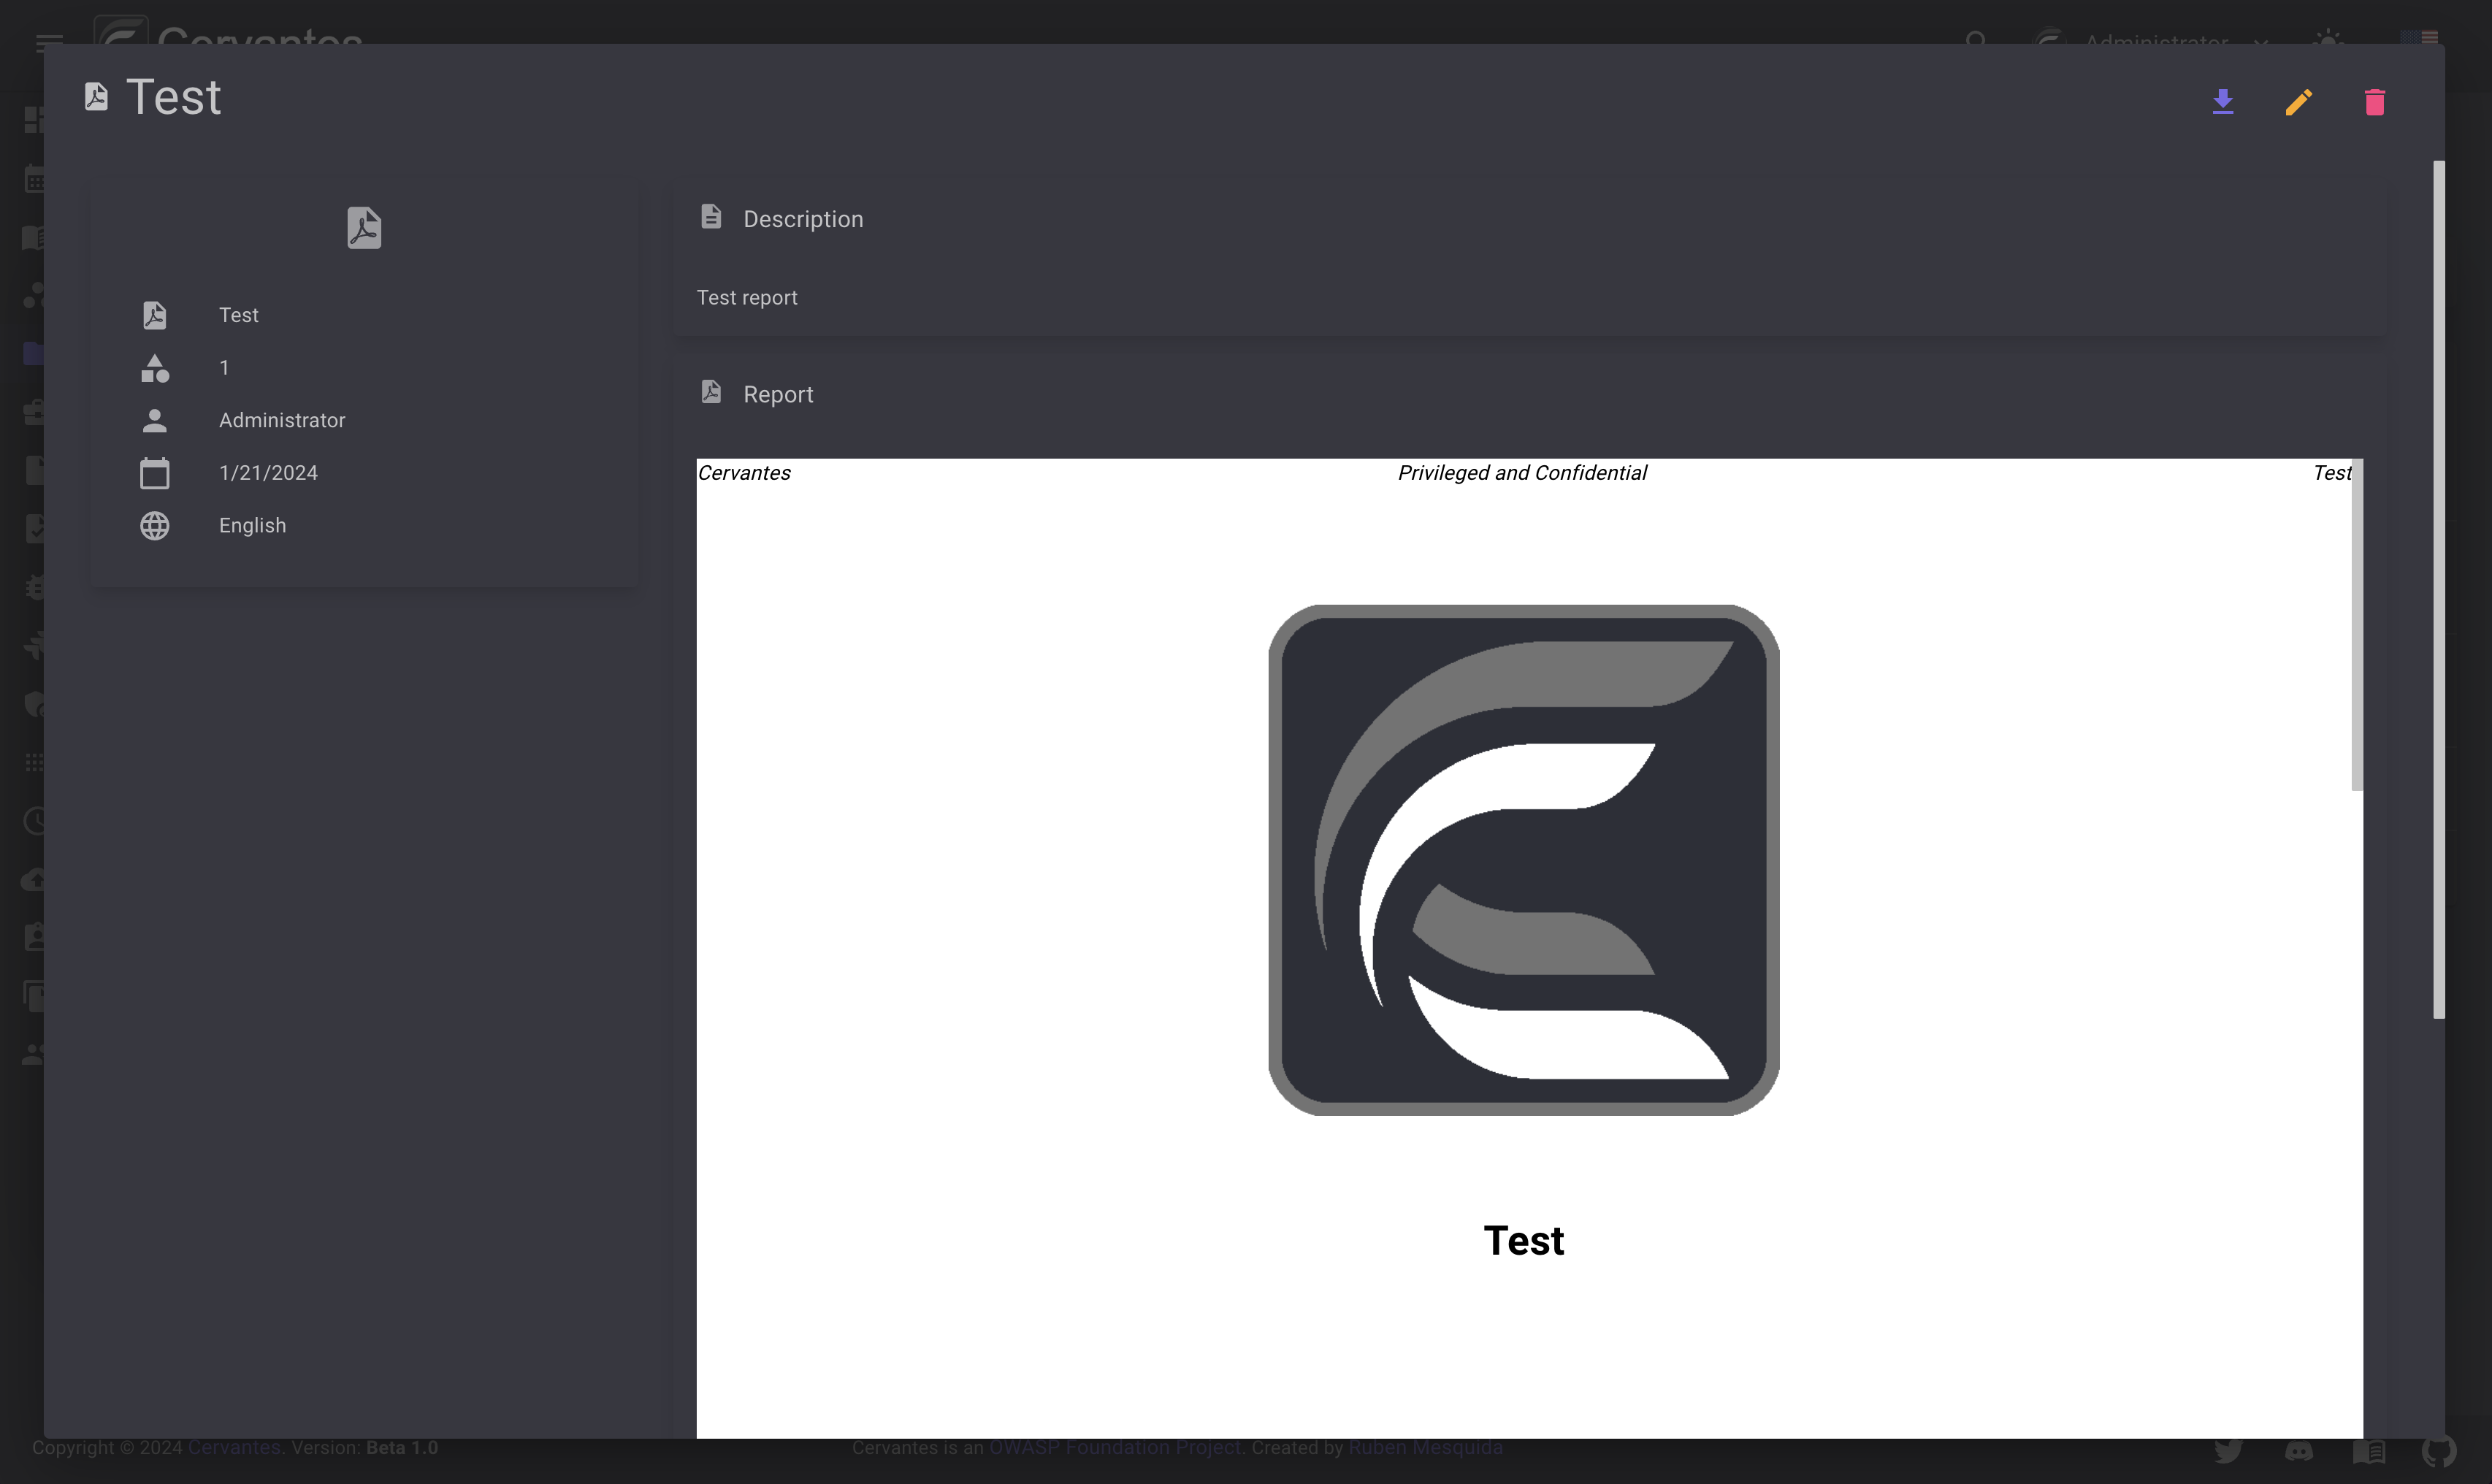 Cervantes
Administrator
Test
Test
1
Administrator
1/21/2024
English
Description
Test report
Report
Cervantes Privileged and Confidential Test
Test
Copyright © 2024 Cervantes. Version: Beta 1.0
Cervantes is an OWASP Foundation Project. Created by Ruben Mesquida